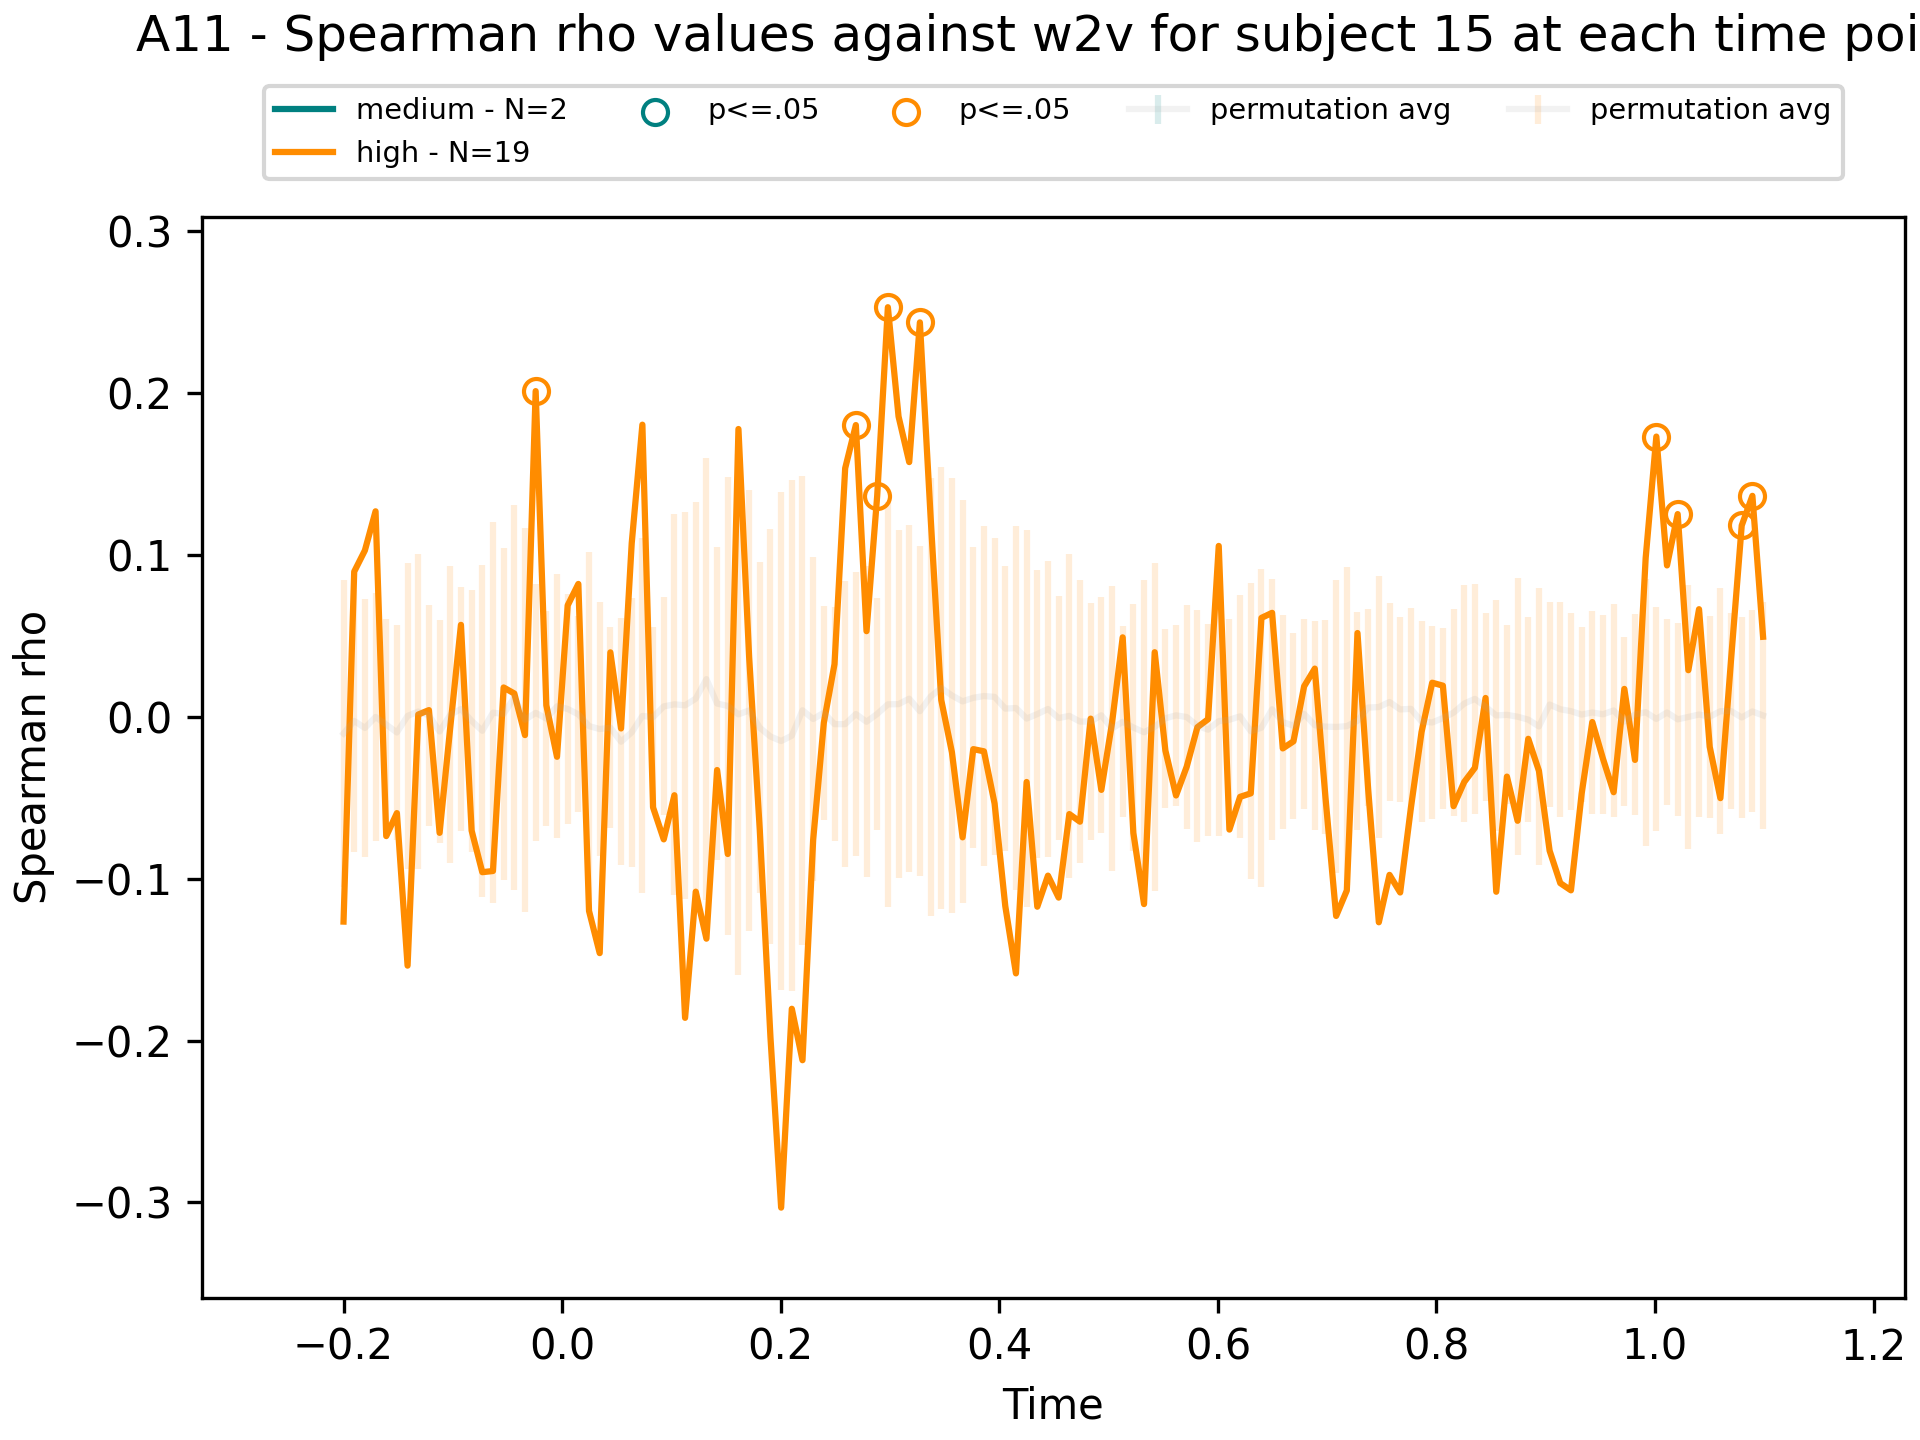 A11 - Spearman rho values against w2v for subject 15 at each time poi
medium - N=2
high - N=19
p<=.05
p<=.05
permutation avg
permutation avg
0.3
0.2
0.1
0.0
−0.1
−0.2
−0.3
Spearman rho
−0.2 0.0 0.2 0.4 0.6 0.8 1.0 1.2
Time